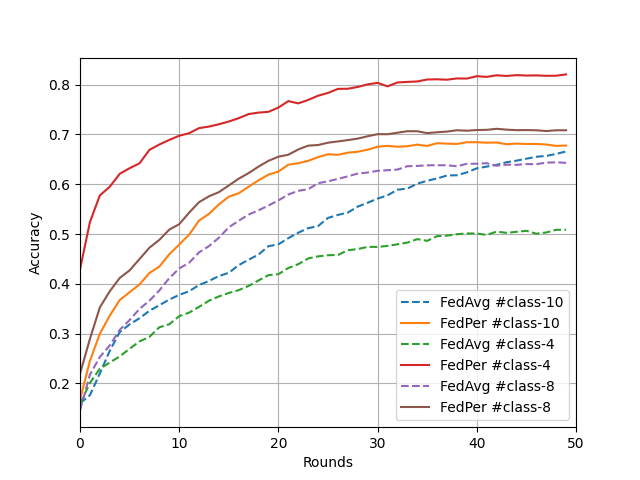 0.8
0.7
0.6
0.5
0.4
0.3
0.2
Accuracy
FedAvg #class-10
FedPer #class-10
FedAvg #class-4
FedPer #class-4
FedAvg #class-8
FedPer #class-8
0 10 20 30 40 50
Rounds